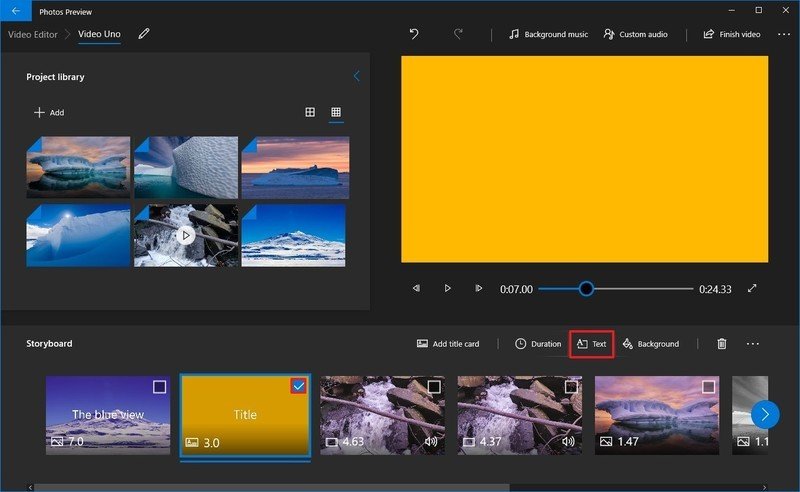 Photos Preview
Video Editor
Video Uno
Background music
Custom audio
Finish video
Project library
Add
0:07.00
0:24.33
Storyboard
Add title card
Duration
Text
Background
The blue view
Title
7.0
3.0
4.63
4.37
1.47
1.1